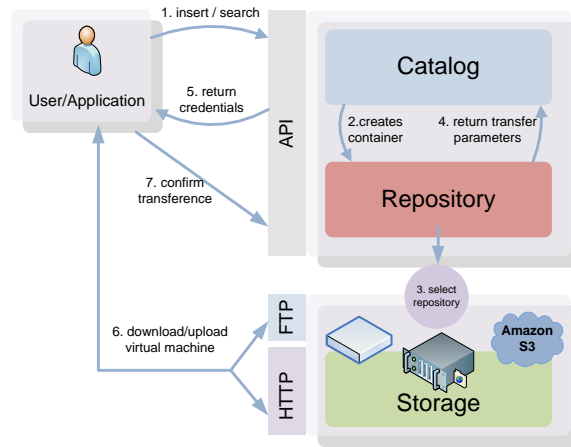 1. insert / search
User/Application
5. return
credentials
API
Catalog
2.creates
container
4. return transfer
parameters
7. confirm
transference
Repository
3. select
repository
6. download/upload
virtual machine
FTP
HTTP
Amazon
S3
Storage